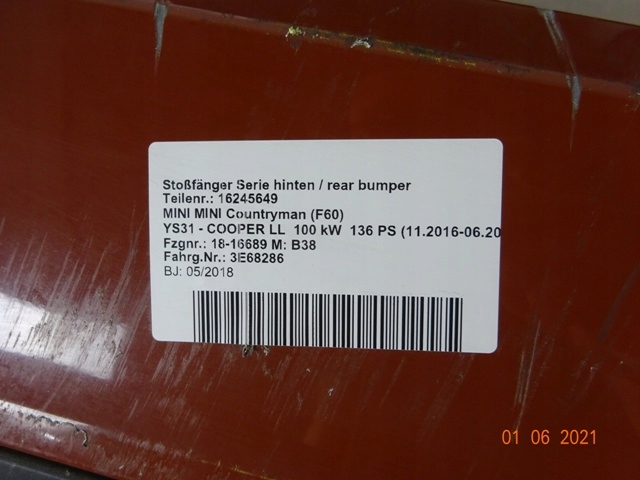 Stoßfänger Serie hinten / rear bumper
Teilenr.: 16245649
MINI MINI Countryman (F60)
YS31 - COOPER LL 100 kW 136 PS (11.2016-06.20
Fzgnr.: 18-16689 M: B38
Fahrg.Nr.: 3E68286
BJ: 05/2018
01 06 2021